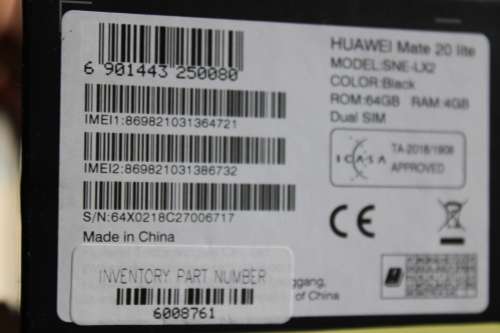 HUAWEI Mate 20 lite
MODEL:SNE-LX2
COLOR:Black
ROM:64GB RAM:4GB
Dual SIM
6 901443 250080
IMEI1:869821031364721
IMEI2:869821031386732
S/N:64X0218C27006717
Made in China
ICASA
TA-2018/1908
APPROVED
CE
INVENTORY PART NUMBER
6008761
ggang,
of China